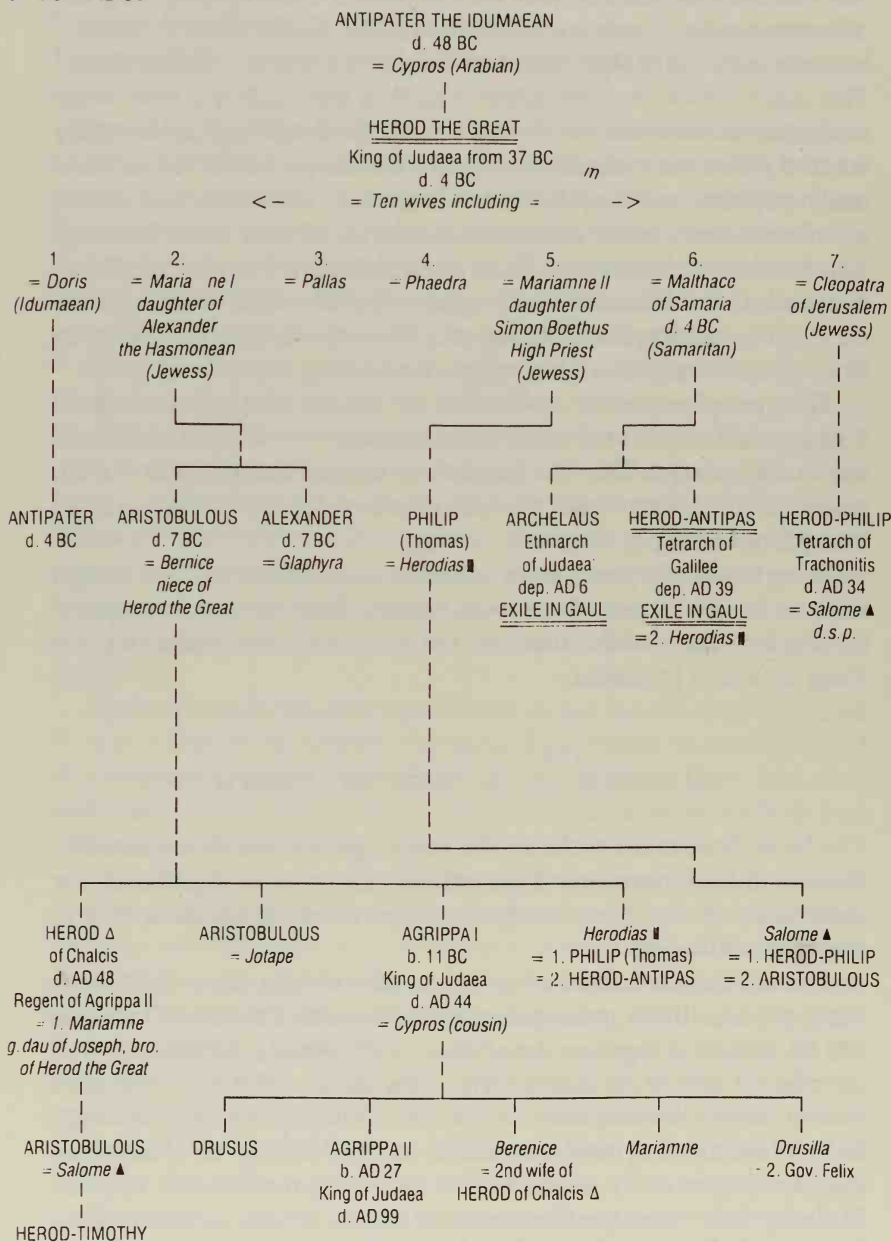 ANTIPATER THE IDUMAEAN
d. 48 BC
= Cypros (Arabian)
HEROD THE GREAT
King of Judaea from 37 BC
d. 4 BC
m
<– = Ten wives including = –>
1
= Doris
(Idumaean)
2.
= Maria ne I
daughter of
Alexander
the Hasmonean
(Jewess)
3.
= Pallas
4.
= Phaedra
5.
= Mariamne II
daughter of
Simon Boethus
High Priest
(Jewess)
6.
= Malthace
of Samaria
d. 4 BC
(Samaritan)
7.
= Cleopatra
of Jerusalem
(Jewess)
ANTIPATER
d. 4 BC
ARISTOBULOUS
d. 7 BC
= Bernice
niece of
Herod the Great
ALEXANDER
d. 7 BC
= Glaphyra
PHILIP
(Thomas)
= Herodias ∎
ARCHELAUS
Ethnarch
of Judaea
dep. AD 6
EXILE IN GAUL
HEROD-ANTIPAS
Tetrarch of
Galilee
dep. AD 39
EXILE IN GAUL
= 2. Herodias ∎
HEROD-PHILIP
Tetrarch of
Trachonitis
d. AD 34
= Salome ▲
d.s.p.
HEROD Δ
of Chalcis
d. AD 48
Regent of Agrippa II
= 1. Mariamne
g.dau of Joseph, bro.
of Herod the Great
ARISTOBULOUS
= Jotape
AGRIPPA I
b. 11 BC
King of Judaea
d. AD 44
= Cypros (cousin)
Herodias ∎
= 1. PHILIP (Thomas)
= 2. HEROD-ANTIPAS
Salome ▲
= 1. HEROD-PHILIP
= 2. ARISTOBULOUS
ARISTOBULOUS
= Salome ▲
HEROD-TIMOTHY
DRUSUS
AGRIPPA II
b. AD 27
King of Judaea
d. AD 99
Berenice
= 2nd wife of
HEROD of Chalcis Δ
Mariamne
Drusilla
= 2. Gov. Felix